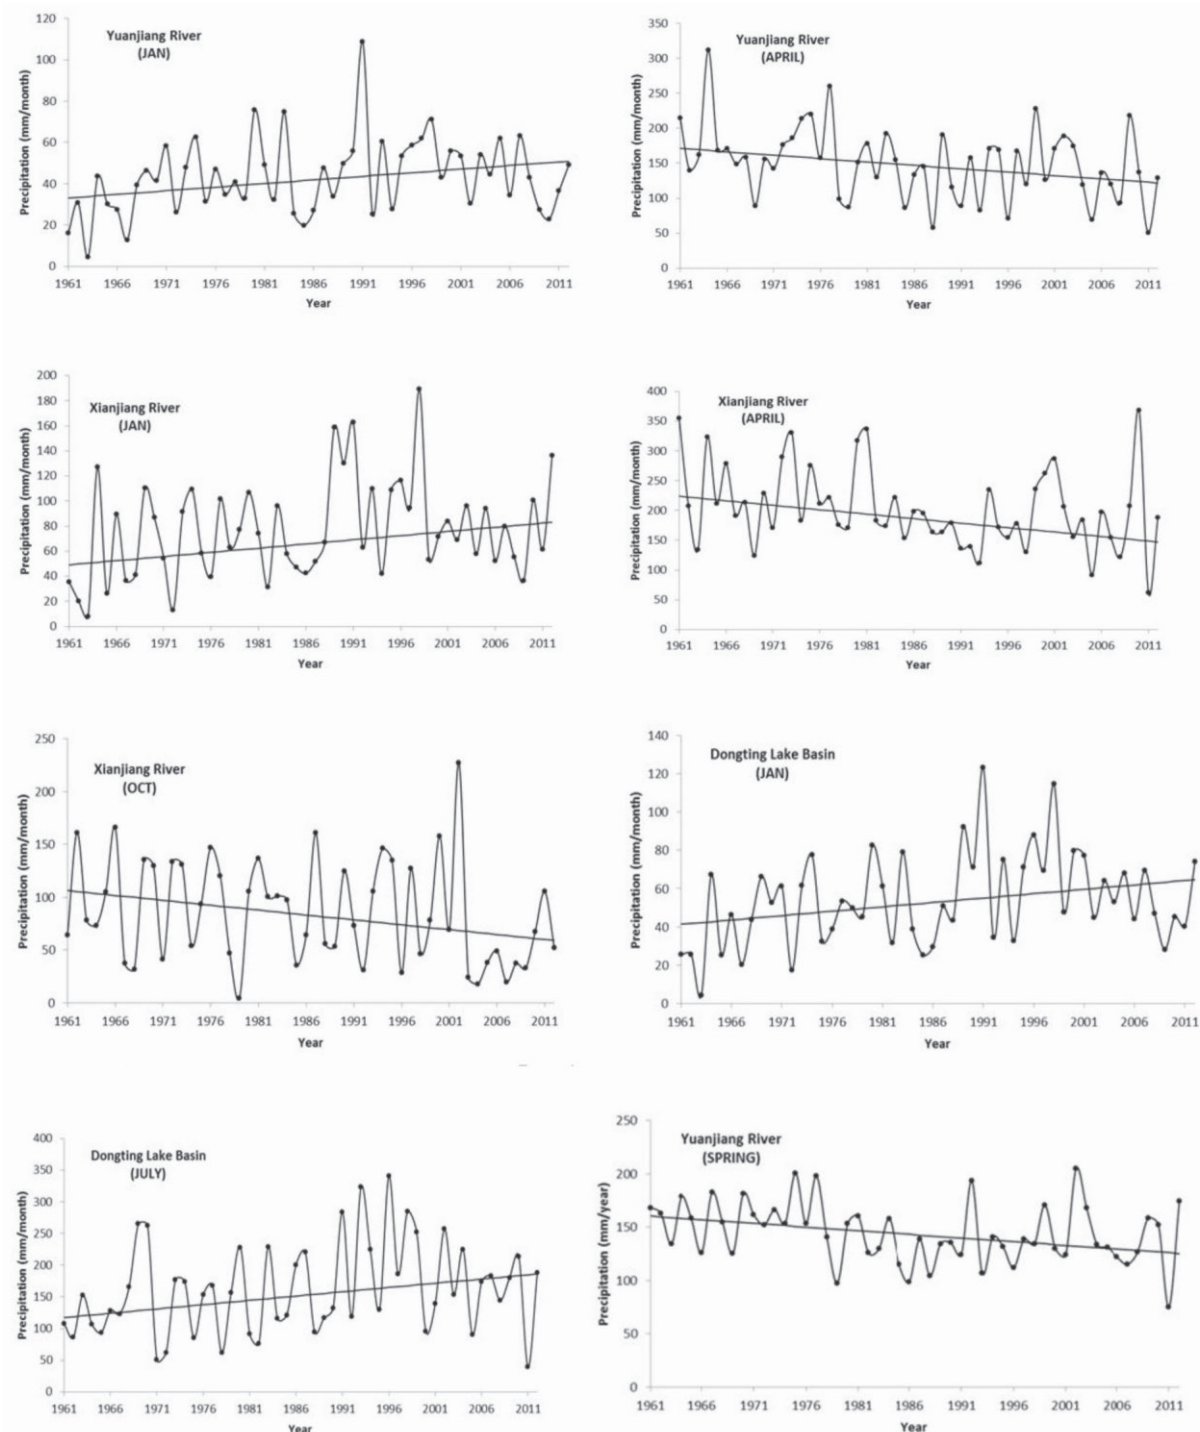 Yuanjiang River
(JAN)
Precipitation (mm/month)
120
100
80
60
40
20
0
1961 1966 1971 1976 1981 1986 1991 1996 2001 2006 2011
Year
Yuanjiang River
(APRIL)
Precipitation (mm/month)
350
300
250
200
150
100
50
0
1961 1966 1971 1976 1981 1986 1991 1996 2001 2006 2011
Year
Xianjiang River
(JAN)
Precipitation (mm/month)
200
180
160
140
120
100
80
60
40
20
0
1961 1966 1971 1976 1981 1986 1991 1996 2001 2006 2011
Year
Xianjiang River
(APRIL)
Precipitation (mm/month)
400
350
300
250
200
150
100
50
0
1961 1966 1971 1976 1981 1986 1991 1996 2001 2006 2011
Year
Xianjiang River
(OCT)
Precipitation (mm/month)
250
200
150
100
50
0
1961 1966 1971 1976 1981 1986 1991 1996 2001 2006 2011
Year
Dongting Lake Basin
(JAN)
Precipitation (mm/month)
140
120
100
80
60
40
20
0
1961 1966 1971 1976 1981 1986 1991 1996 2001 2006 2011
Year
Dongting Lake Basin
(JULY)
Precipitation (mm/month)
400
350
300
250
200
150
100
50
0
1961 1966 1971 1976 1981 1986 1991 1996 2001 2006 2011
Year
Yuanjiang River
(SPRING)
Precipitation (mm/year)
250
200
150
100
50
0
1961 1966 1971 1976 1981 1986 1991 1996 2001 2006 2011
Year